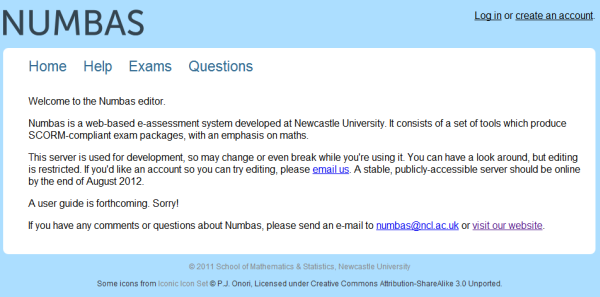 NUMBAS
Log in or create an account.
Home Help Exams Questions
Welcome to the Numbas editor.
Numbas is a web-based e-assessment system developed at Newcastle University. It consists of a set of tools which produce
SCORM-compliant exam packages, with an emphasis on maths.
This server is used for development, so may change or even break while you're using it. You can have a look around, but editing
is restricted. If you'd like an account so you can try editing, please email us. A stable, publicly-accessible server should be online
by the end of August 2012.
A user guide is forthcoming. Sorry!
If you have any comments or questions about Numbas, please send an e-mail to numbas@ncl.ac.uk or visit our website.
© 2011 School of Mathematics & Statistics, Newcastle University
Some icons from Iconic Icon Set © P.J. Onori, Licensed under Creative Commons Attribution-ShareAlike 3.0 Unported.